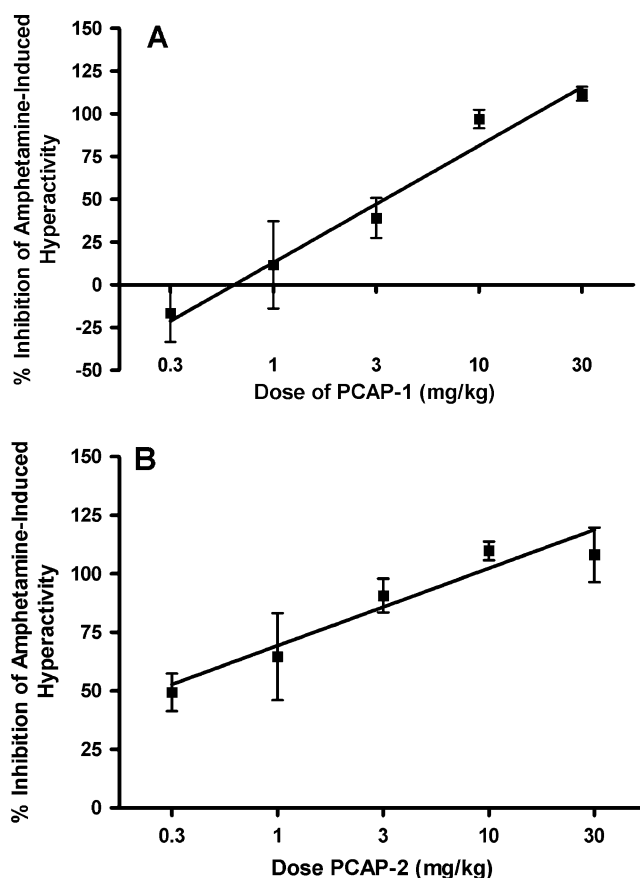 A
150
125
100
75
50
25
0
-25
-50
% Inhibition of Amphetamine-Induced
Hyperactivity
0.3 1 3 10 30
Dose of PCAP-1 (mg/kg)
B
150
125
100
75
50
25
0
% Inhibition of Amphetamine-Induced
Hyperactivity
0.3 1 3 10 30
Dose PCAP-2 (mg/kg)